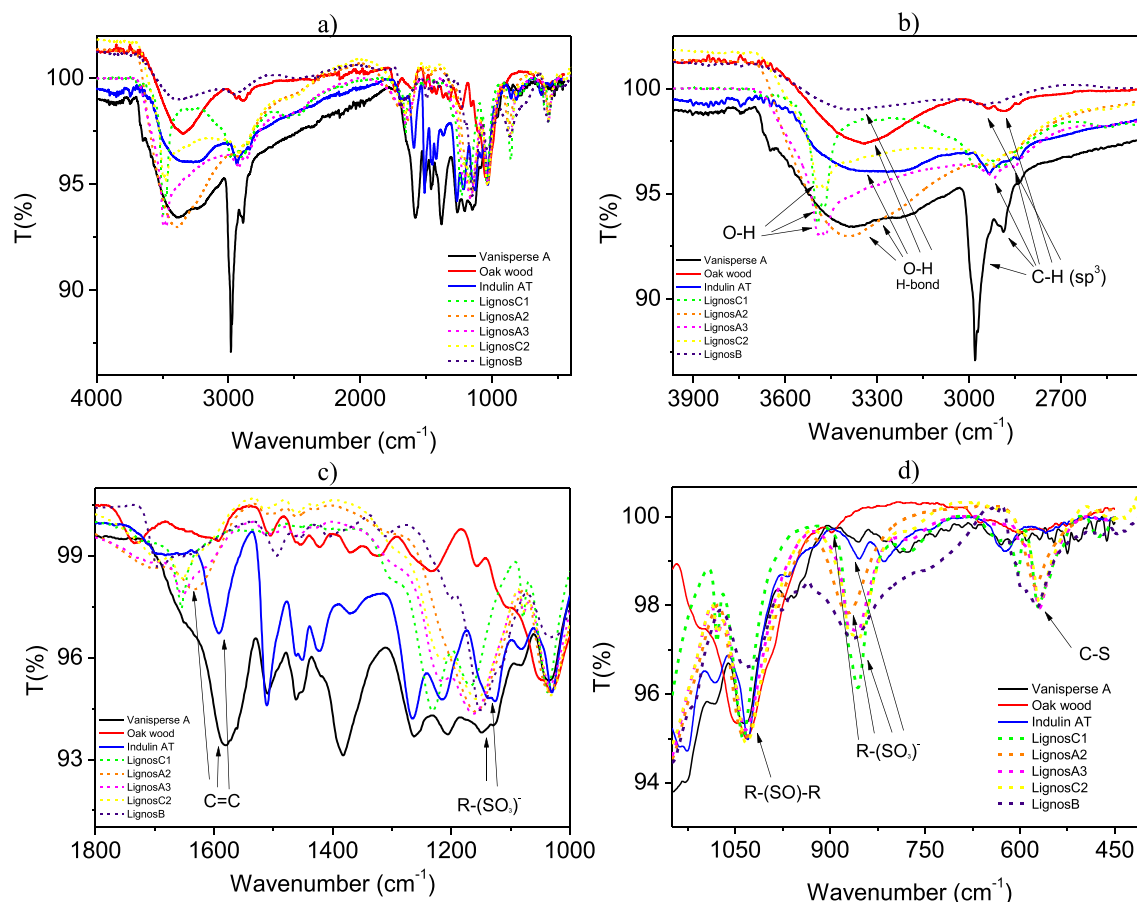 a)
T(%)
100
95
90
4000
3000
2000
1000
Wavenumber (cm⁻¹)
Vanisperse A
Oak wood
Indulin AT
LignosC1
LignosA2
LignosA3
LignosC2
LignosB
b)
T(%)
100
95
90
3900
3600
3300
3000
2700
Wavenumber (cm⁻¹)
O-H
O-H
H-bond
C-H (sp³)
Vanisperse A
Oak wood
Indulin AT
LignosC1
LignosA2
LignosA3
LignosC2
LignosB
c)
T(%)
99
96
93
1800
1600
1400
1200
1000
Wavenumber (cm⁻¹)
C=C
R-(SO₃)⁻
Vanisperse A
Oak wood
Indulin AT
LignosC1
LignosA2
LignosA3
LignosC2
LignosB
d)
T(%)
100
98
96
94
1050
900
750
600
450
Wavenumber (cm⁻¹)
C-S
R-(SO₃)⁻
R-(SO)-R
Vanisperse A
Oak wood
Indulin AT
LignosC1
LignosA2
LignosA3
LignosC2
LignosB